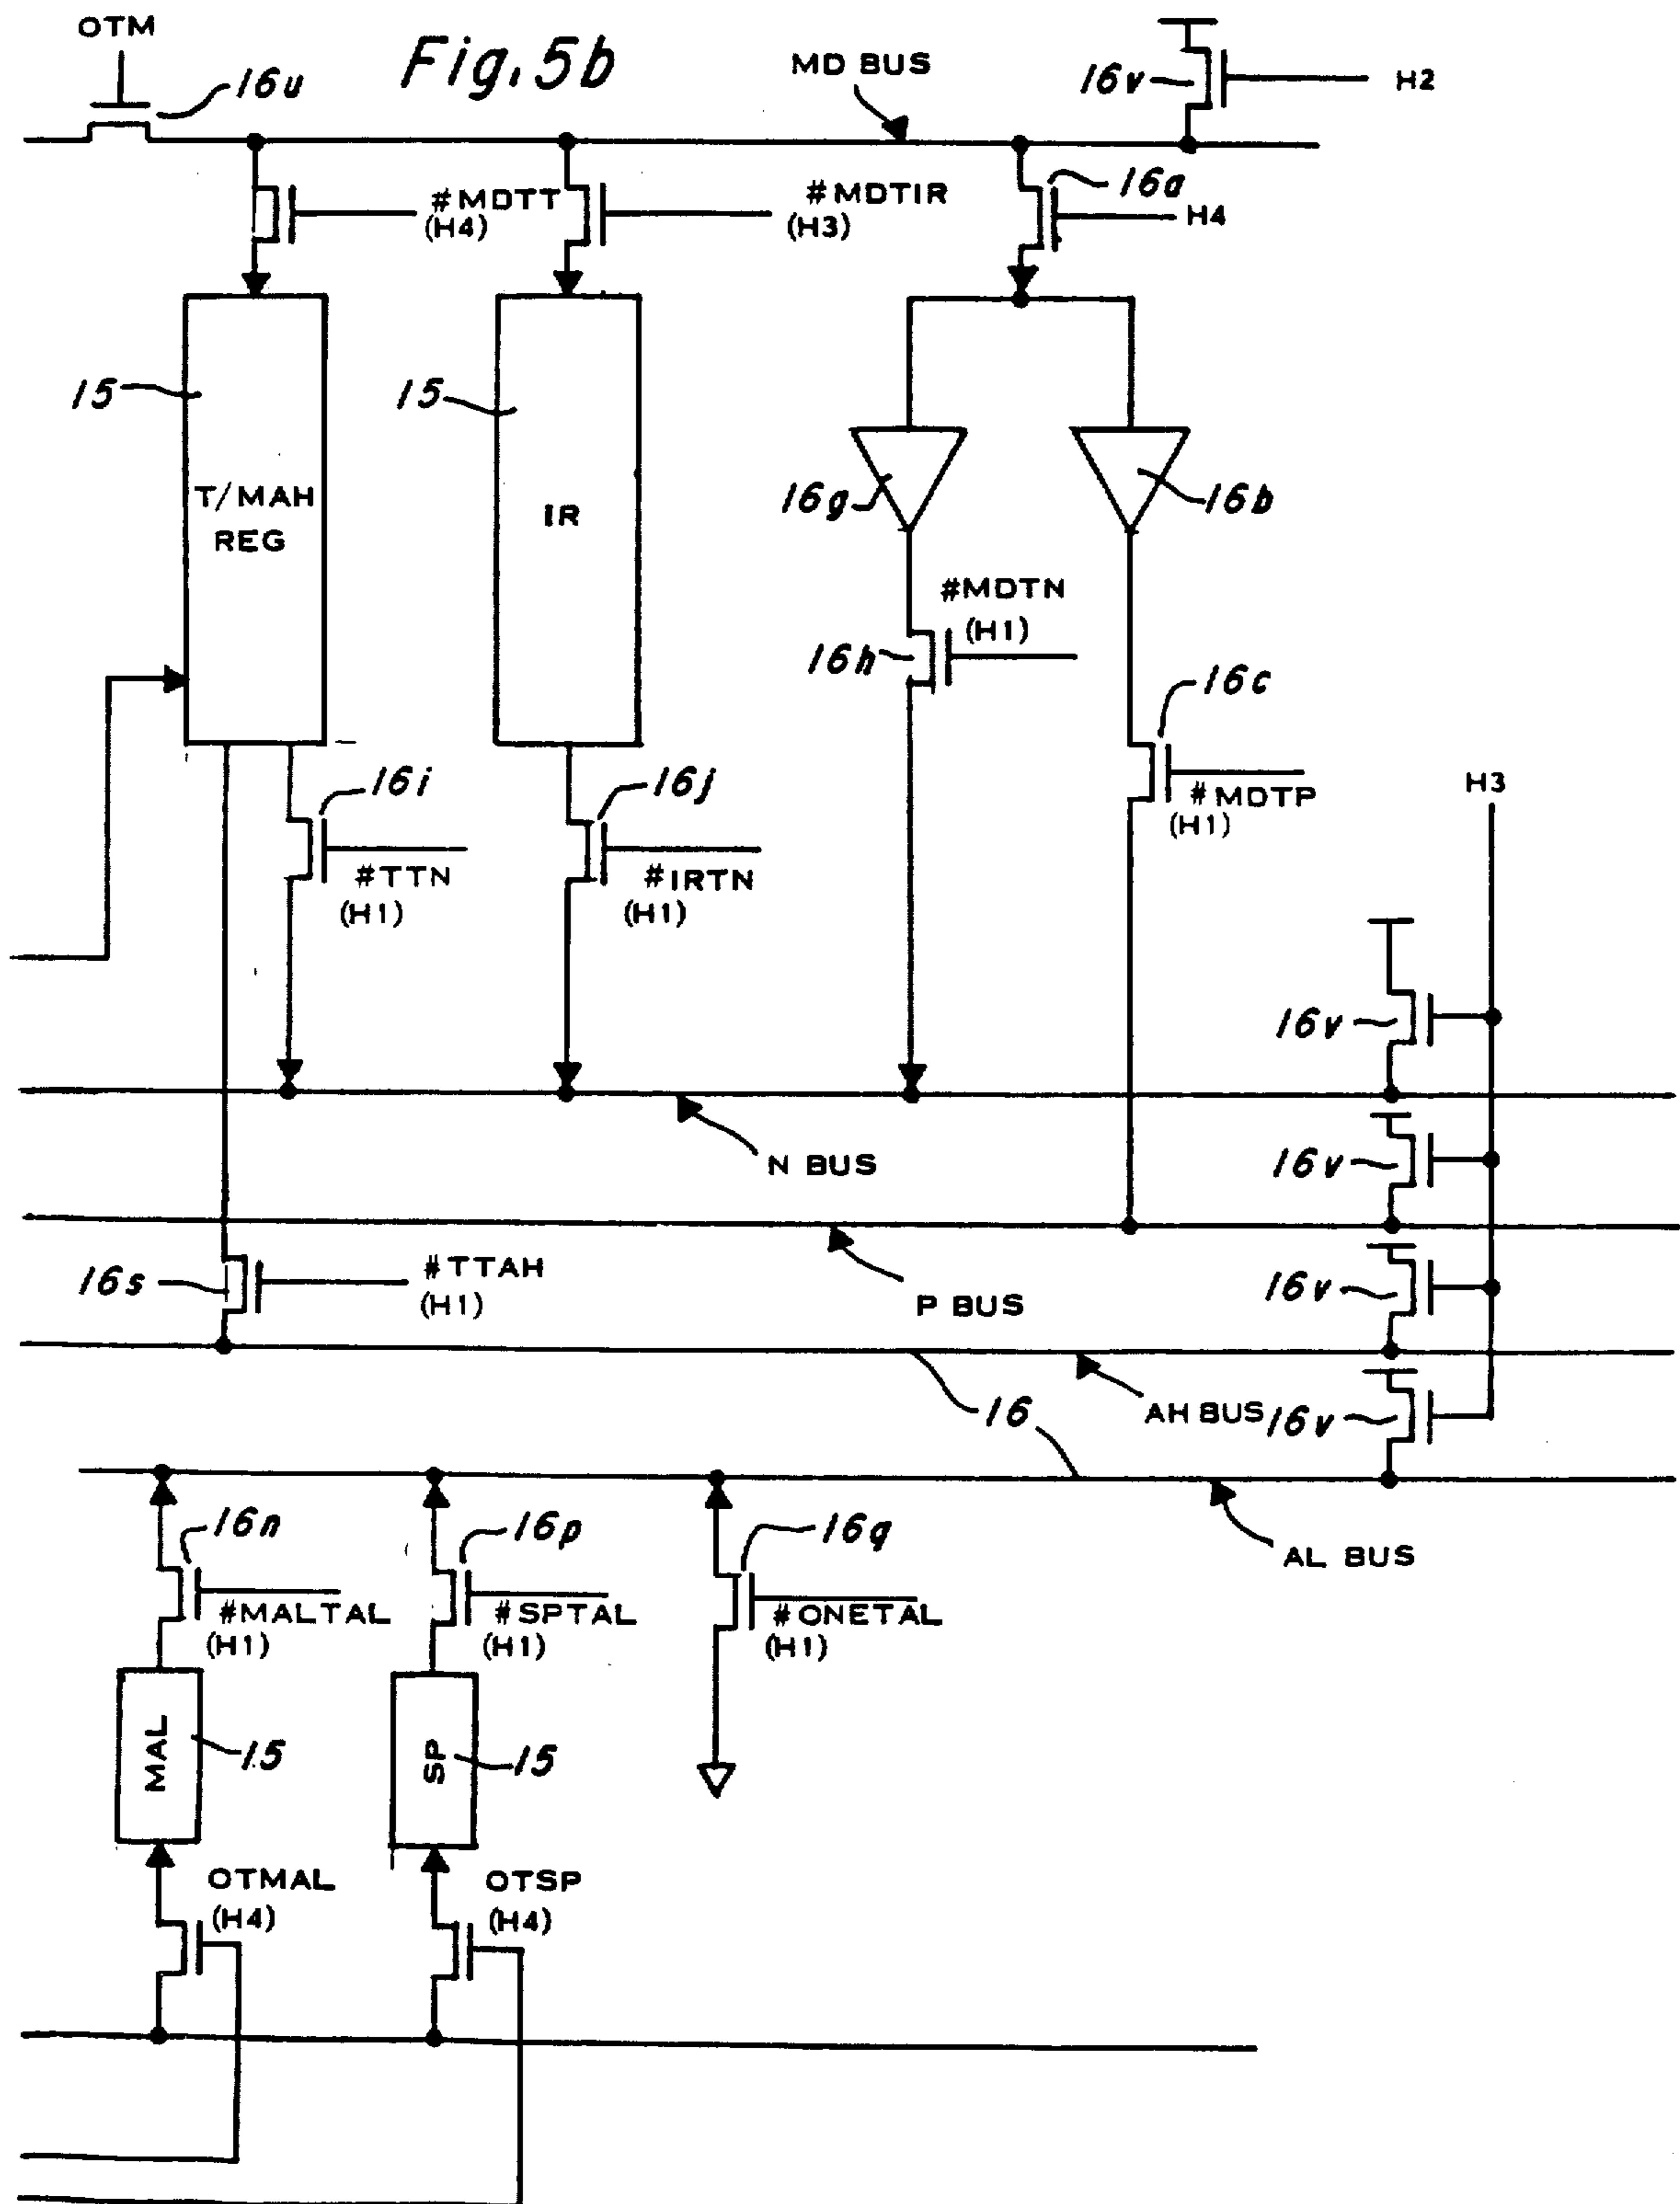 OTM
Fig. 5b
16u
MD BUS
16v
H2
#MDTT
(H4)
#MDTIR
(H3)
16a
H4
15
15
T/MAH
REG
IR
16g
16b
#MDTN
(H1)
16h
16c
#MDTP
(H1)
H3
16i
16j
#TTN
(H1)
#IRTN
(H1)
16v
N BUS
16v
16s
#TTAH
(H1)
P BUS
16v
16
AH BUS
16v
16n
16p
16q
AL BUS
#MALTAL
(H1)
#SPTAL
(H1)
#ONETAL
(H1)
MAL
15
SP
15
OTMAL
(H4)
OTSP
(H4)